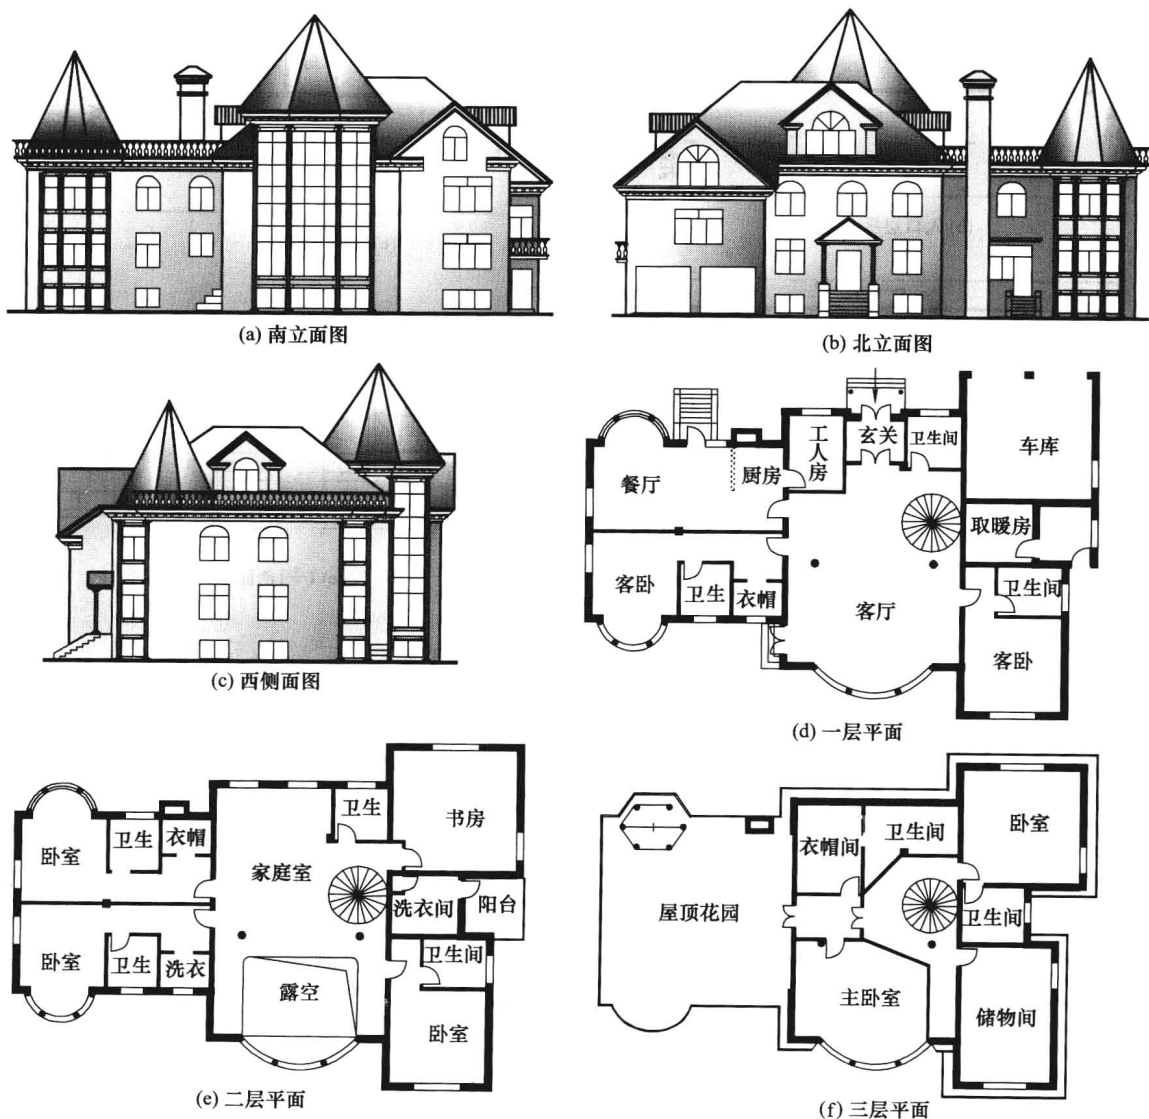 (a) 南立面图
(b) 北立面图
(c) 西侧面图
餐厅
厨房
工人房
玄关
卫生间
车库
取暖房
客卧
卫生
衣帽
客厅
卫生间
客卧
(d) 一层平面
卧室
卫生
衣帽
家庭室
卫生
书房
洗衣间
阳台
卧室
卫生
洗衣
露空
卫生间
卧室
(e) 二层平面
屋顶花园
衣帽间
卫生间
卧室
卫生间
主卧室
储物间
(f) 三层平面